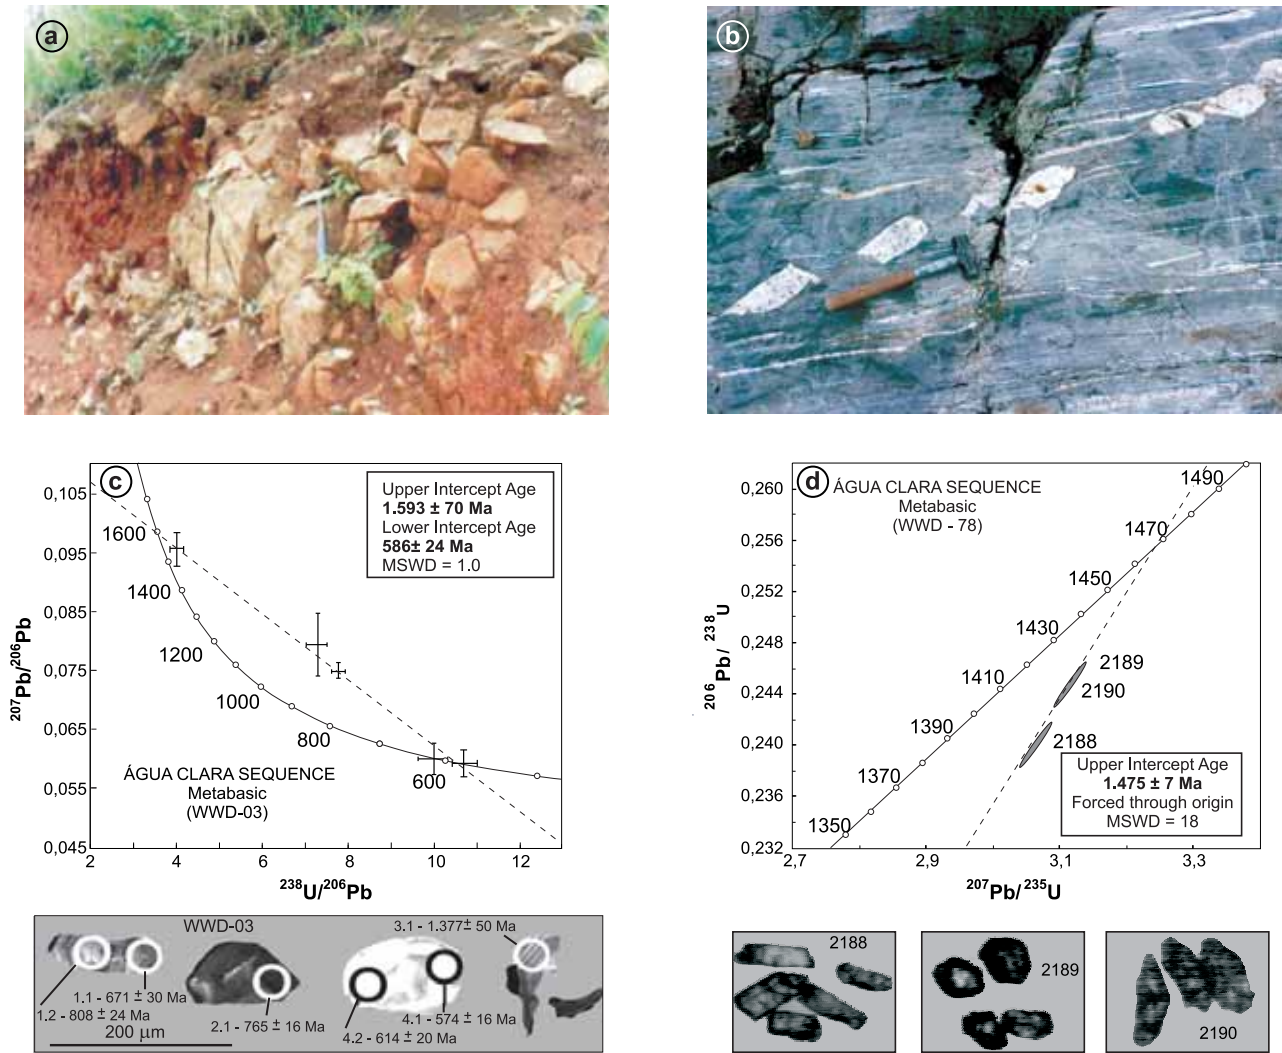 a
b
c
Upper Intercept Age
1.593 ± 70 Ma
Lower Intercept Age
586± 24 Ma
MSWD = 1.0
0,105
0,095
0,085
0,075
0,065
0,055
0,045
207Pb/206Pb
1600
1400
1200
1000
800
600
ÁGUA CLARA SEQUENCE
Metabasic
(WWD-03)
2
4
6
8
10
12
238U/206Pb
d
ÁGUA CLARA SEQUENCE
Metabasic
(WWD - 78)
0,260
0,256
0,252
0,248
0,244
0,240
0,236
0,232
206Pb/ 238U
1490
1470
1450
1430
1410
1390
1370
1350
2189
2190
2188
Upper Intercept Age
1.475 ± 7 Ma
Forced through origin
MSWD = 18
2,7
2,9
3,1
3,3
207Pb/ 235U
WWD-03
3.1 - 1.377± 50 Ma
1.1 - 671 ± 30 Ma
1.2 - 808 ± 24 Ma
200 µm
2.1 - 765 ± 16 Ma
4.1 - 574 ± 16 Ma
4.2 - 614 ± 20 Ma
2188
2189
2190